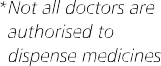 *Not all doctors are
authorised to
dispense medicines